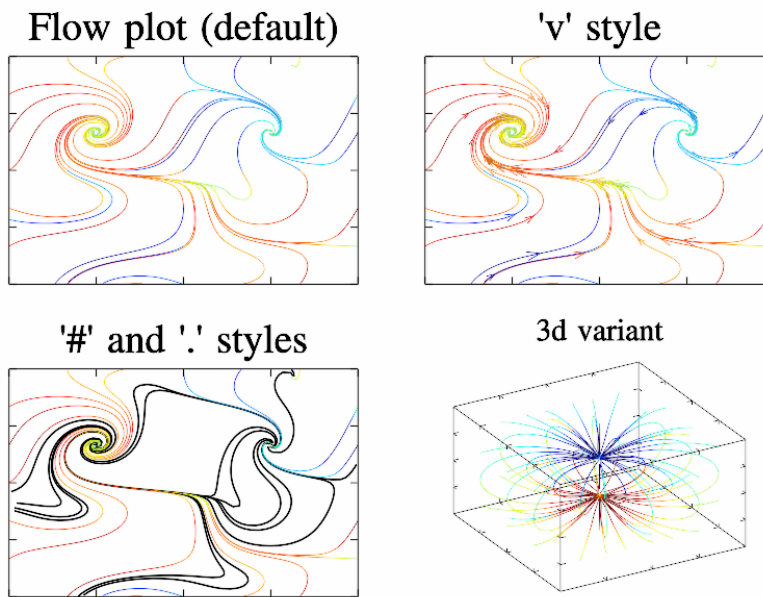 Flow plot (default)
'v' style
'#' and '.' styles
3d variant